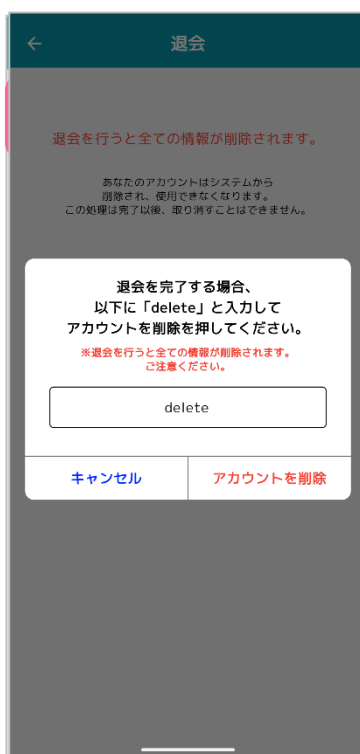 退会
退会を行うと全ての情報が削除されます。
あなたのアカウントはシステムから
削除され、使用できなくなります。
この処理は完了以後、取り消すことはできません。
退会を完了する場合、
以下に「delete」と入力して
アカウントを削除を押してください。
※退会を行うと全ての情報が削除されます。
ご注意ください。
delete
キャンセル
アカウントを削除